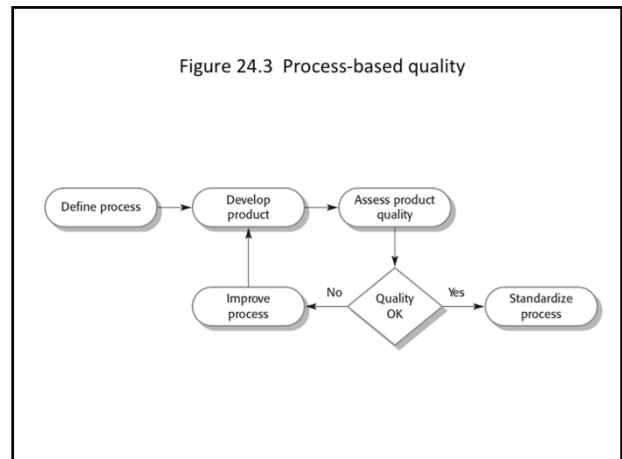 Figure 24.3 Process-based quality
Define process
Develop
product
Assess product
quality
Improve
process
No
Quality
OK
Yes
Standardize
process